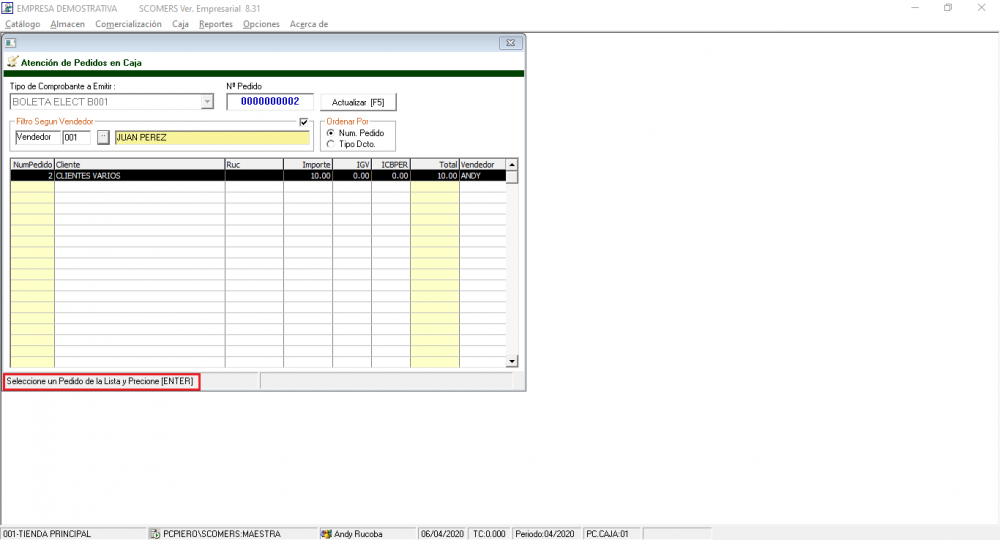 EMPRESA DEMOSTRATIVA SCOMERS Ver. Empresarial 8.31
Catálogo Almacen Comercialización Caja Reportes Opciones Acerca de
Atención de Pedidos en Caja
Tipo de Comprobante a Emitir : Nº Pedido
BOLETA ELECT B001 0000000002 Actualizar [F5]
Filtro Segun Vendedor Ordenar Por
Vendedor 001 .. JUAN PEREZ Num. Pedido
Tipo Dcto.
NumPedido Cliente Ruc Importe IGV ICBPER Total Vendedor
2 CLIENTES VARIOS 10.00 0.00 0.00 10.00 ANDY
Seleccione un Pedido de la Lista y Precione [ENTER]
001-TIENDA PRINCIPAL PCPIERO\SCOMERS:MAESTRA Andy Rucoba 06/04/2020 TC:0.000 Periodo:04/2020 PC.CAJA:01